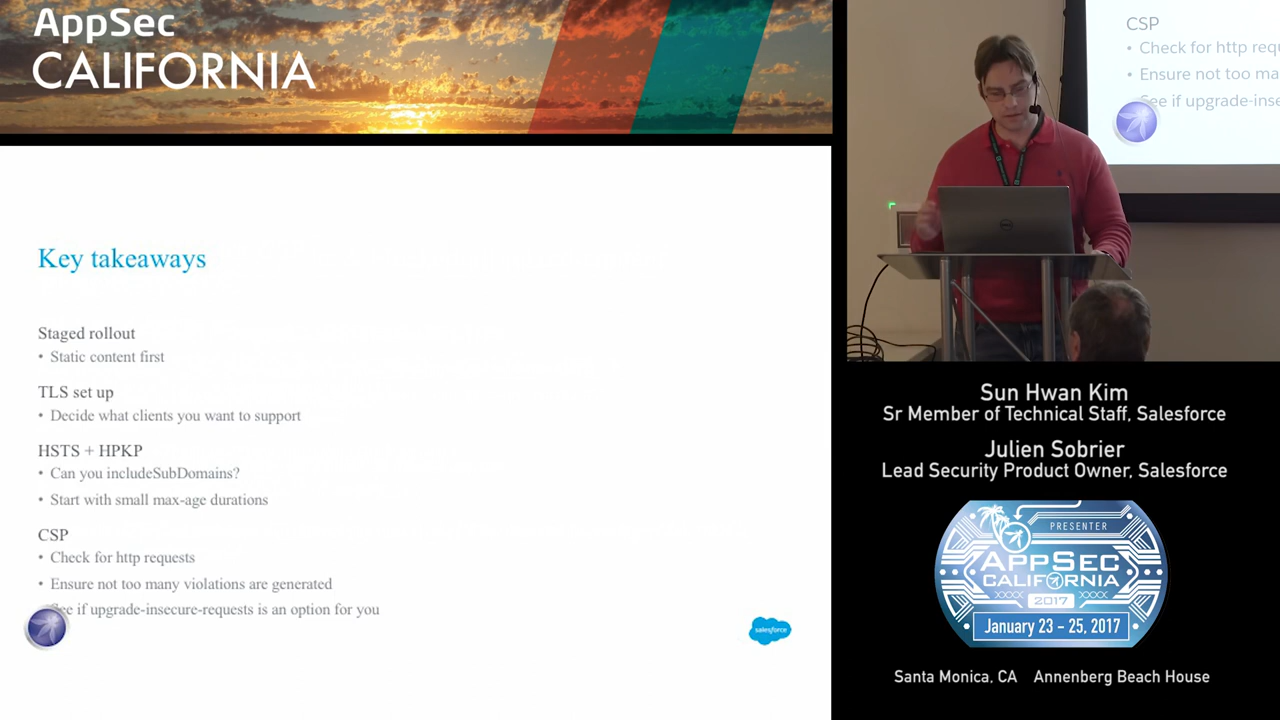 AppSec
CALIFORNIA
Key takeaways
Staged rollout
• Static content first
TLS set up
• Decide what clients you want to support
HSTS + HPKP
• Can you includeSubDomains?
• Start with small max-age durations
CSP
• Check for http requests
• Ensure not too many violations are generated
See if upgrade-insecure-requests is an option for you
salesforce
CSP
• Check for http requ
• Ensure not too ma
See if upgrade-inse
Sun Hwan Kim
Sr Member of Technical Staff, Salesforce
Julien Sobrier
Lead Security Product Owner, Salesforce
PRESENTER
APPSEC
CALIFORNIA
2017
January 23 - 25, 2017
Santa Monica, CA Annenberg Beach House